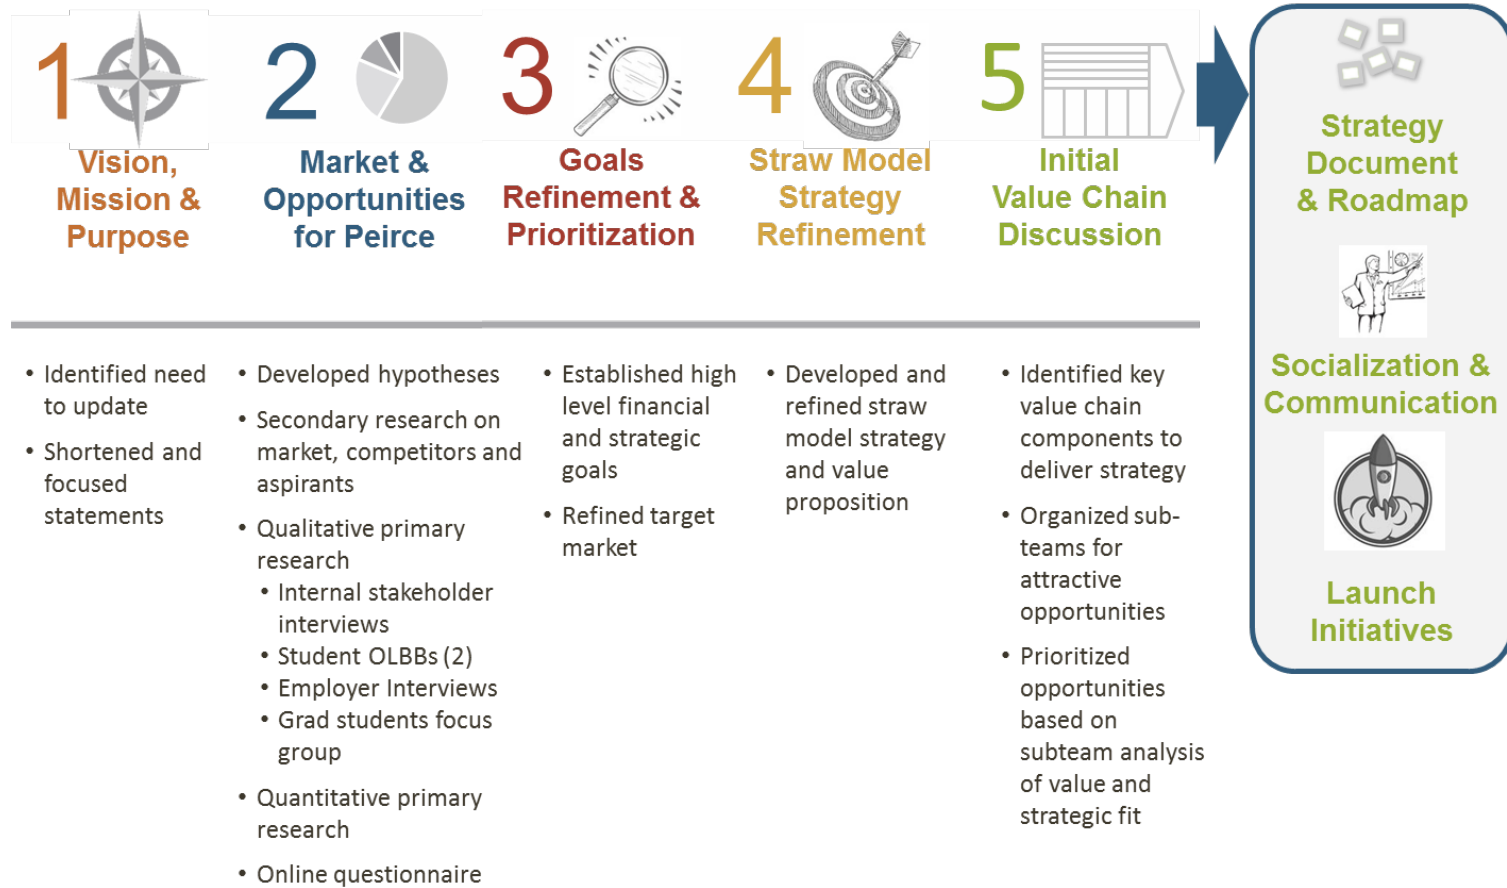 1
Vision,
Mission &
Purpose
2
Market &
Opportunities
for Peirce
3
Goals
Refinement &
Prioritization
4
Straw Model
Strategy
Refinement
5
Initial
Value Chain
Discussion
• Identified need
to update
• Shortened and
focused
statements
• Developed hypotheses
• Secondary research on
market, competitors and
aspirants
• Qualitative primary
research
• Internal stakeholder
interviews
• Student OLBBs (2)
• Employer Interviews
• Grad students focus
group
• Quantitative primary
research
• Online questionnaire
• Established high
level financial
and strategic
goals
• Refined target
market
• Developed and
refined straw
model strategy
and value
proposition
• Identified key
value chain
components to
deliver strategy
• Organized sub-
teams for
attractive
opportunities
• Prioritized
opportunities
based on
subteam analysis
of value and
strategic fit
Strategy
Document
& Roadmap
Socialization &
Communication
Launch
Initiatives